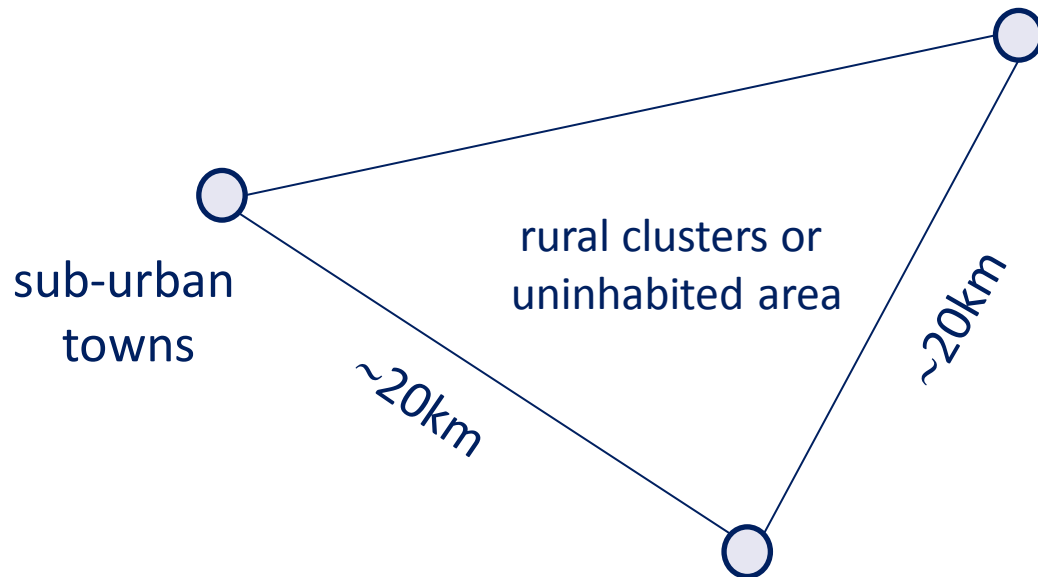 rural clusters or
uninhabited area
sub-urban
towns
~20km
~20km